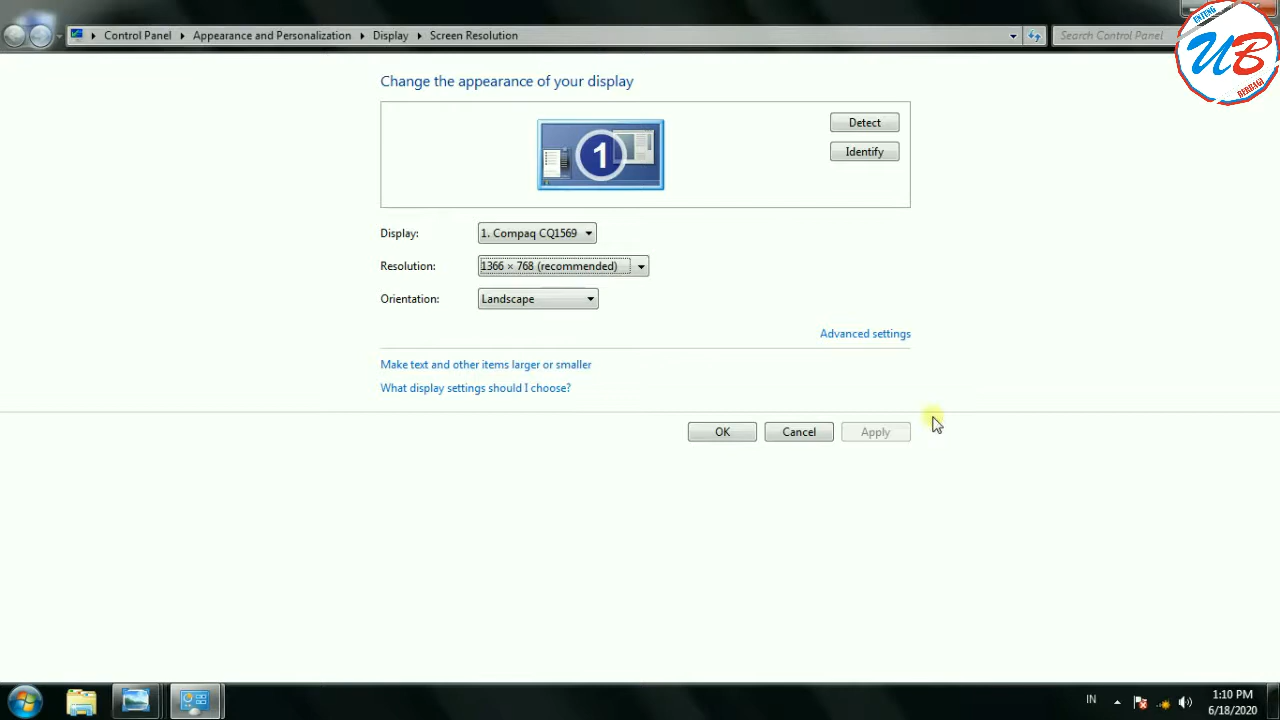 Control Panel
Appearance and Personalization
Display
Screen Resolution
Search Control Panel
ENTENG
UB
BERBAGI
Change the appearance of your display
1
Detect
Identify
Display:
1. Compaq CQ1569
Resolution:
1366 × 768 (recommended)
Orientation:
Landscape
Advanced settings
Make text and other items larger or smaller
What display settings should I choose?
OK
Cancel
Apply
IN
1:10 PM
6/18/2020